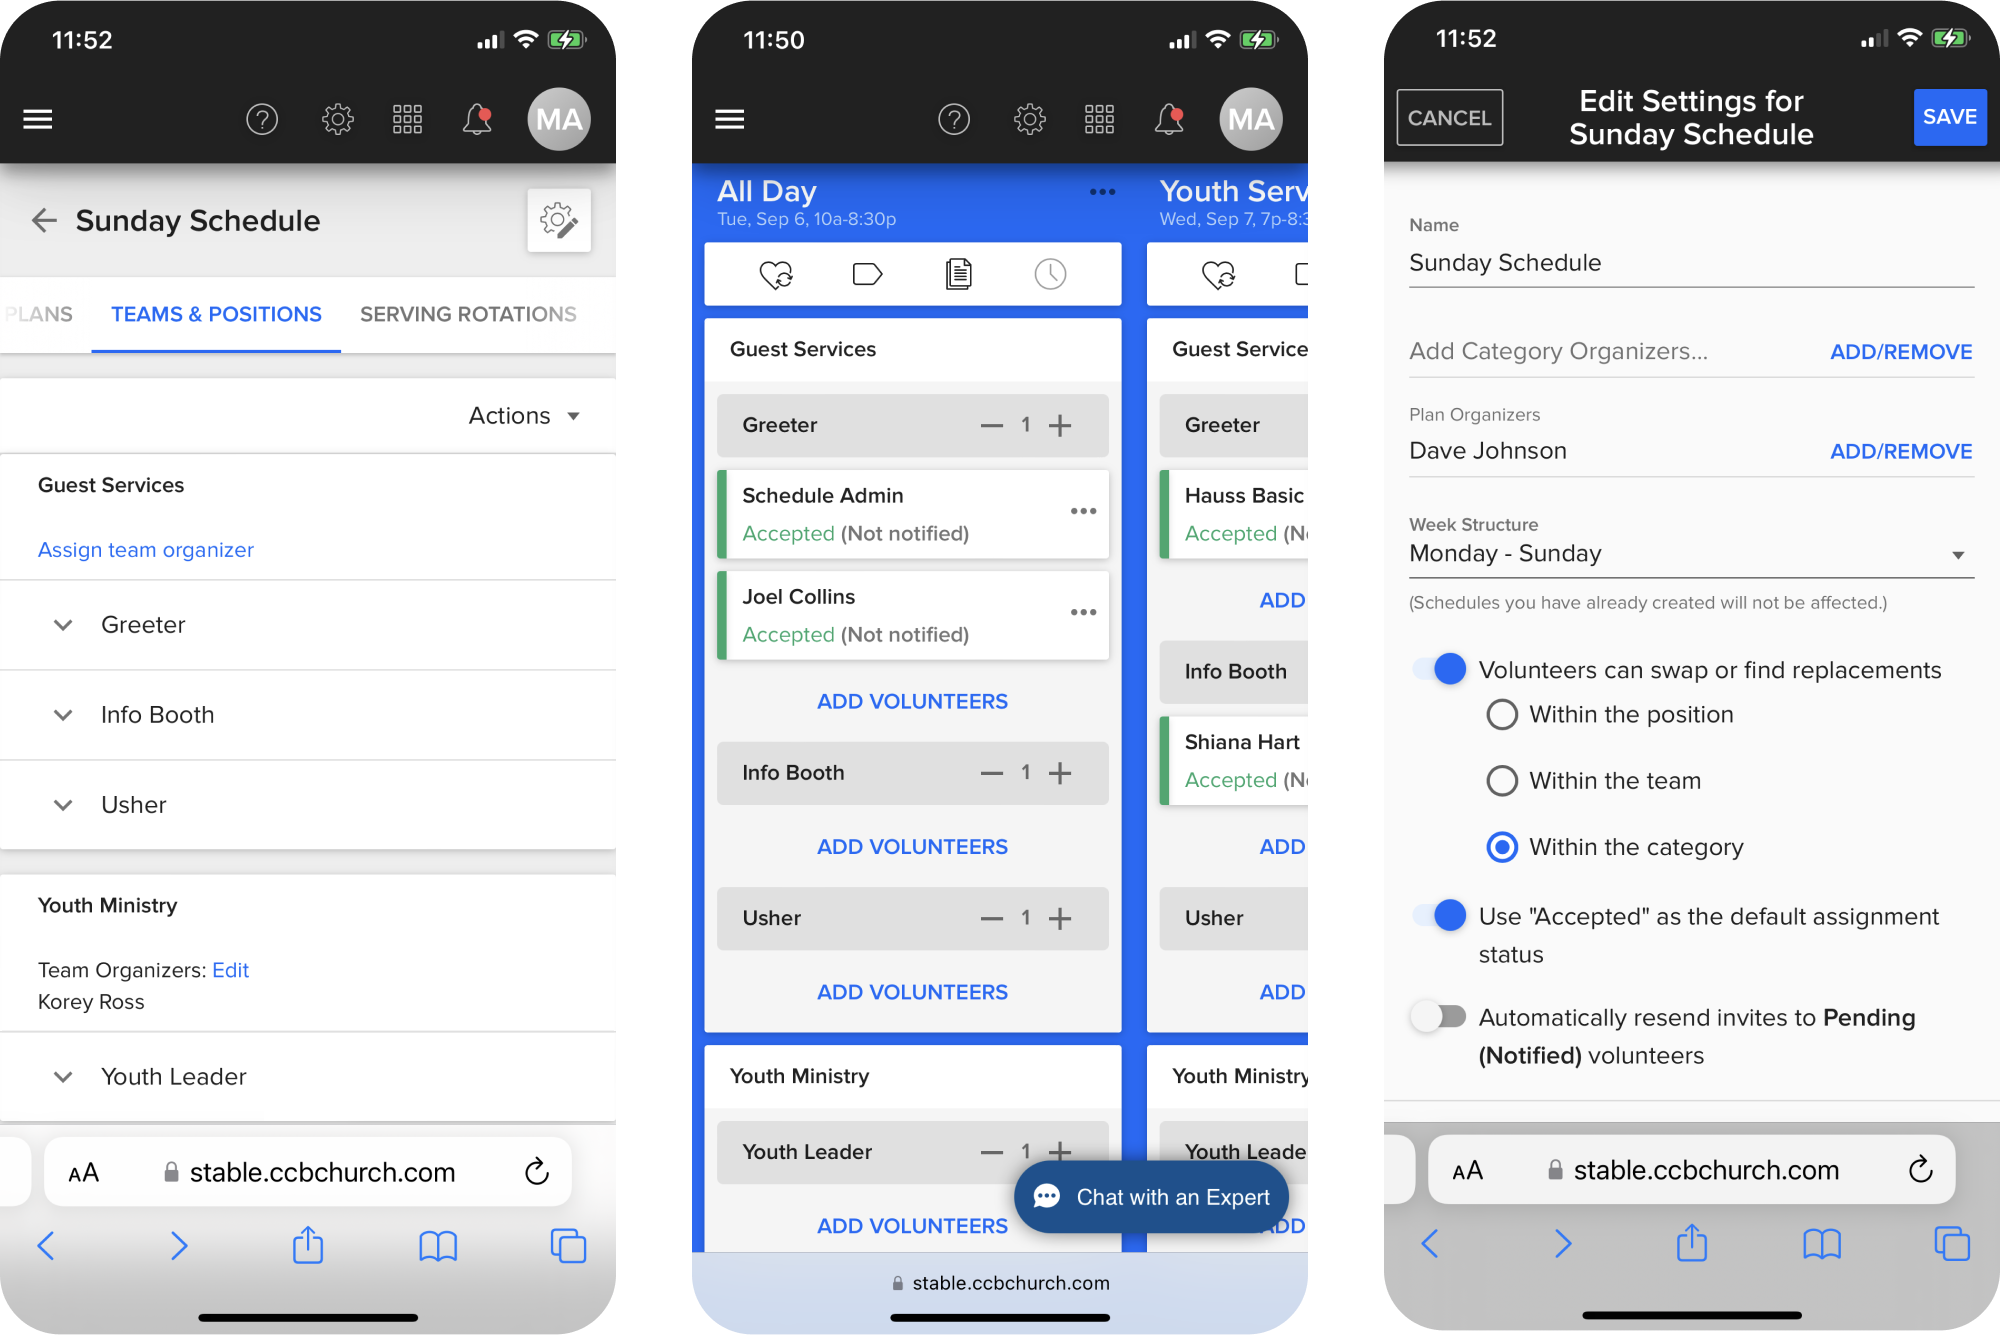 11:52
MA
Sunday Schedule
PLANS TEAMS & POSITIONS SERVING ROTATIONS
Actions
Guest Services
Assign team organizer
Greeter
Info Booth
Usher
Youth Ministry
Team Organizers: Edit
Korey Ross
Youth Leader
AA stable.ccbchurch.com
11:50
MA
All Day
Tue, Sep 6, 10a-8:30p
Guest Services
Greeter 1
Schedule Admin
Accepted (Not notified)
Joel Collins
Accepted (Not notified)
ADD VOLUNTEERS
Info Booth 1
ADD VOLUNTEERS
Usher 1
ADD VOLUNTEERS
Youth Ministry
Youth Leader 1
ADD VOLUNTEERS
Youth Serv
Wed, Sep 7, 7p-8:3
Guest Service
Greeter
Hauss Basic
Accepted (No
ADD
Info Booth
Shiana Hart
Accepted (No
ADD
Usher
ADD
Youth Ministry
Youth Leade
ADD
Chat with an Expert
stable.ccbchurch.com
11:52
CANCEL
Edit Settings for
Sunday Schedule
SAVE
Name
Sunday Schedule
Add Category Organizers... ADD/REMOVE
Plan Organizers
Dave Johnson ADD/REMOVE
Week Structure
Monday - Sunday
(Schedules you have already created will not be affected.)
Volunteers can swap or find replacements
Within the position
Within the team
Within the category
Use "Accepted" as the default assignment
status
Automatically resend invites to Pending
(Notified) volunteers
AA stable.ccbchurch.com